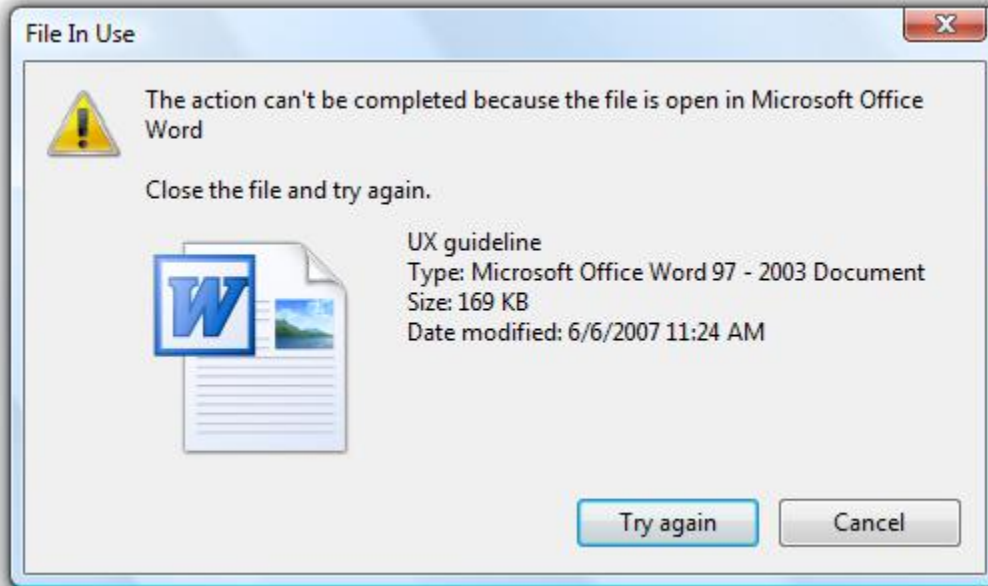 File In Use
The action can't be completed because the file is open in Microsoft Office
Word
Close the file and try again.
W
UX guideline
Type: Microsoft Office Word 97 - 2003 Document
Size: 169 KB
Date modified: 6/6/2007 11:24 AM
Try again
Cancel